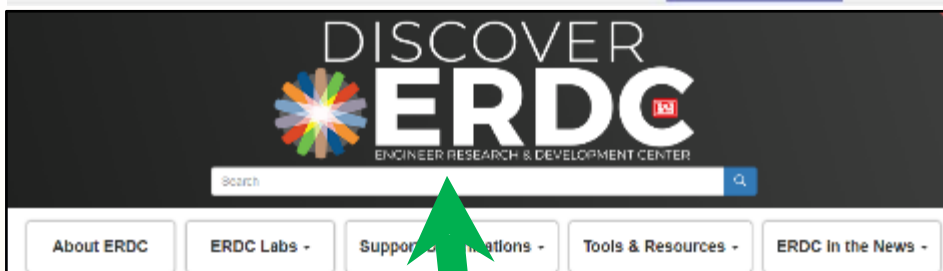 DISCOVER
ERDC
ENGINEER RESEARCH & DEVELOPMENT CENTER
Search
About ERDC
ERDC Labs
Tools & Resources
ERDC in the News